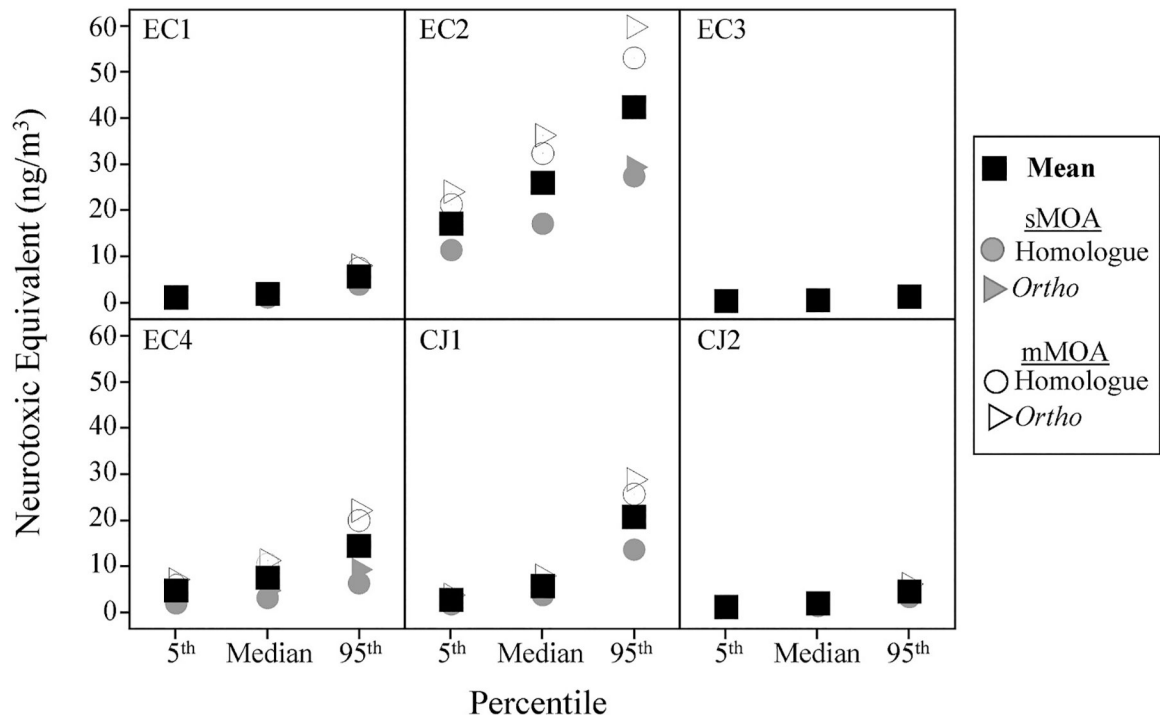 Neurotoxic Equivalent (ng/m³)
60
50
40
30
20
10
0
EC1
EC2
EC3
60
50
40
30
20
10
0
EC4
CJ1
CJ2
5th Median 95th
5th Median 95th
5th Median 95th
Percentile
Mean
sMOA
Homologue
Ortho
mMOA
Homologue
Ortho